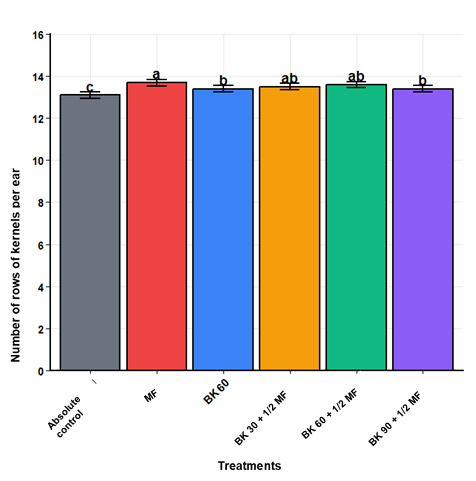 16
14
12
10
8
6
4
2
0
Number of rows of kernels per ear
c
a
b
ab
ab
b
Absolute
control
MF
BK 60
BK 30 + 1/2 MF
BK 60 + 1/2 MF
BK 90 + 1/2 MF
Treatments